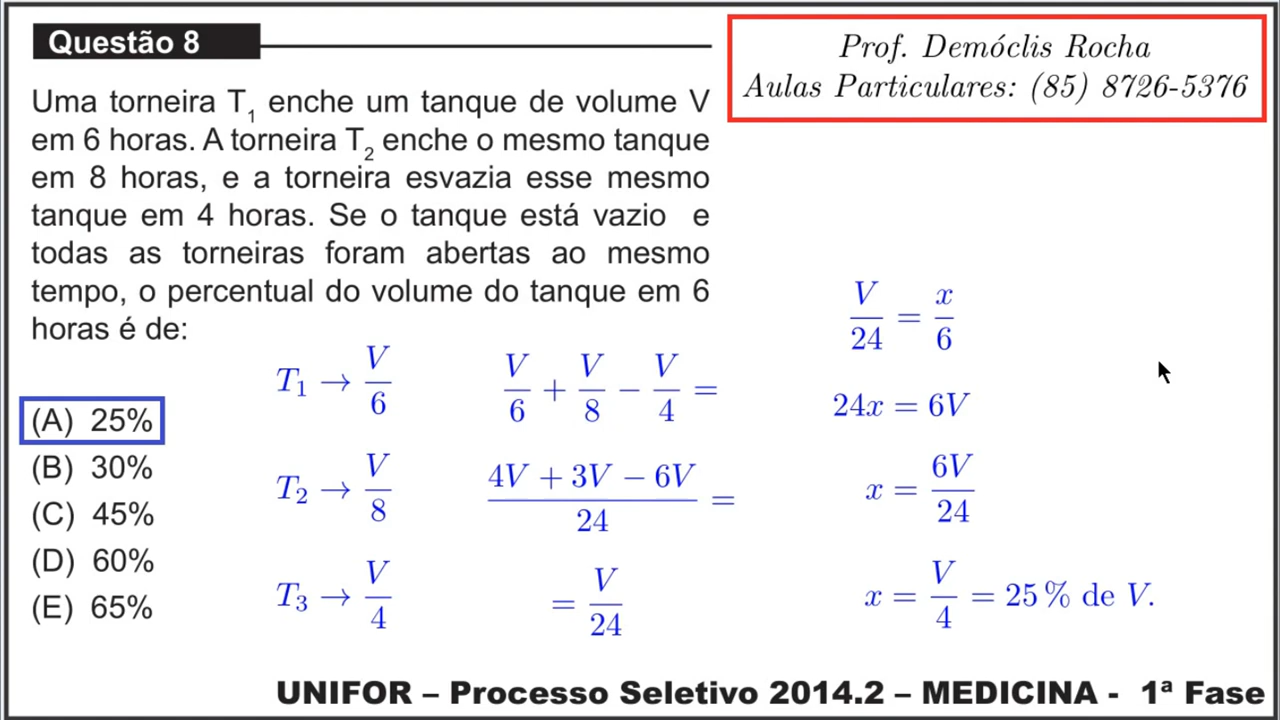 Questão 8
Prof. Demóclis Rocha
Aulas Particulares: (85) 8726-5376
Uma torneira T₁ enche um tanque de volume V
em 6 horas. A torneira T₂ enche o mesmo tanque
em 8 horas, e a torneira esvazia esse mesmo
tanque em 4 horas. Se o tanque está vazio e
todas as torneiras foram abertas ao mesmo
tempo, o percentual do volume do tanque em 6
horas é de:
(A) 25%
(B) 30%
(C) 45%
(D) 60%
(E) 65%
T₁ → V/6
T₂ → V/8
T₃ → V/4
V/6 + V/8 − V/4 =
(4V + 3V − 6V)/24 =
= V/24
V/24 = x/6
24x = 6V
x = 6V/24
x = V/4 = 25 % de V.
UNIFOR – Processo Seletivo 2014.2 – MEDICINA - 1ª Fase